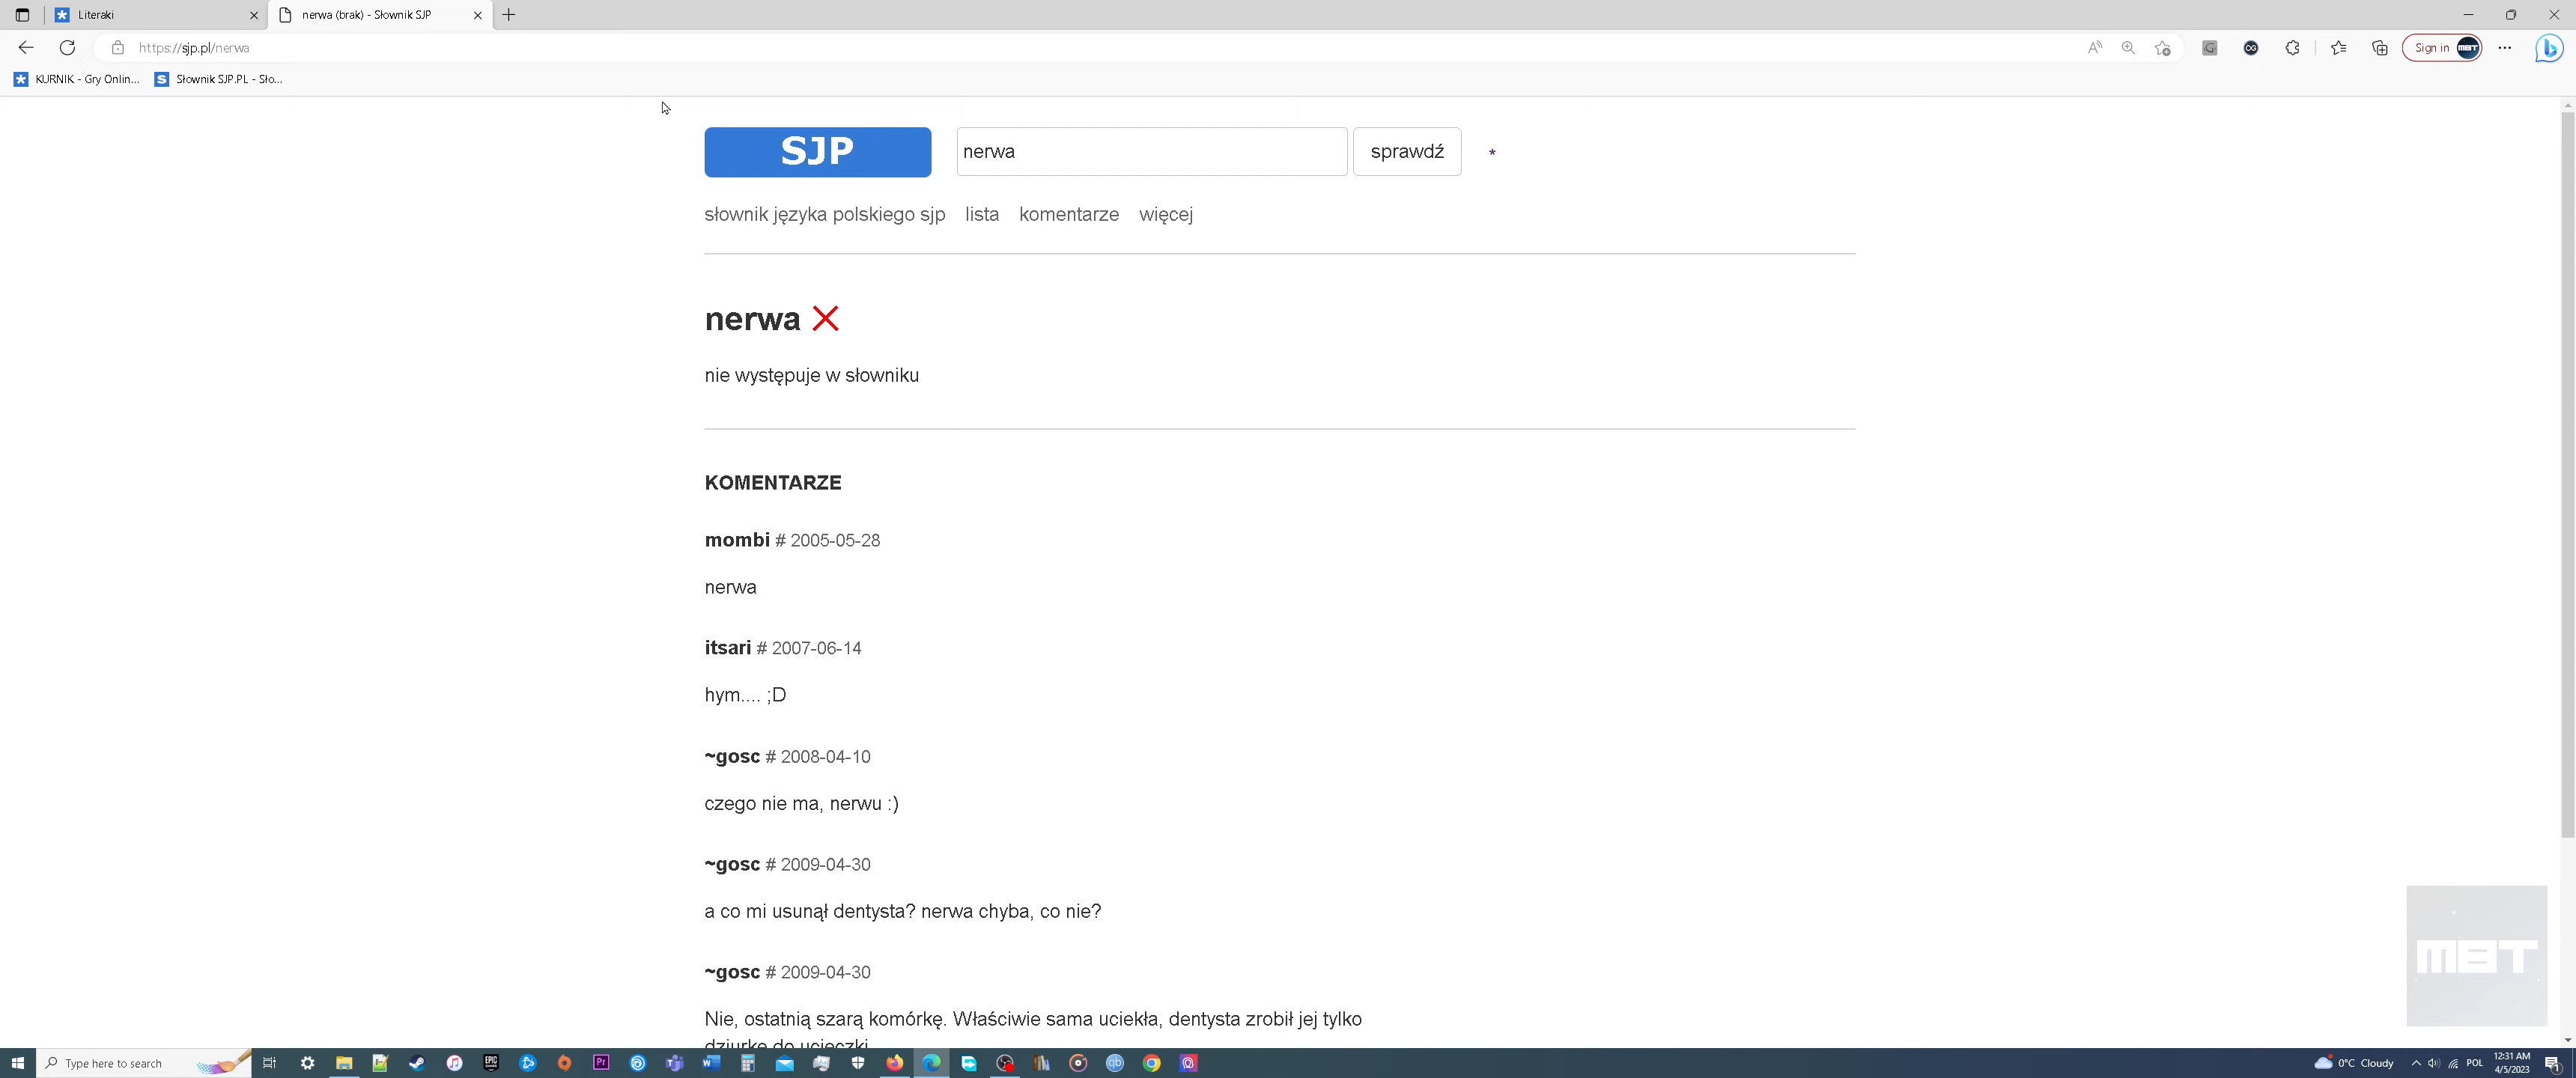 Literaki
nerwa (brak) - Słownik SJP
https://sjp.pl/nerwa
Sign in
KURNIK - Gry Onlin...
Słownik SJP.PL - Sło...
SJP
nerwa
sprawdź
*
słownik języka polskiego sjp lista komentarze więcej
nerwa
nie występuje w słowniku
KOMENTARZE
mombi # 2005-05-28
nerwa
itsari # 2007-06-14
hym.... ;D
~gosc # 2008-04-10
czego nie ma, nerwu :)
~gosc # 2009-04-30
a co mi usunął dentysta? nerwa chyba, co nie?
~gosc # 2009-04-30
Nie, ostatnią szarą komórkę. Właściwie sama uciekła, dentysta zrobił jej tylko
dziurkę do ucieczki
MBT
Type here to search
0°C Cloudy
POL
12:31 AM
4/5/2023